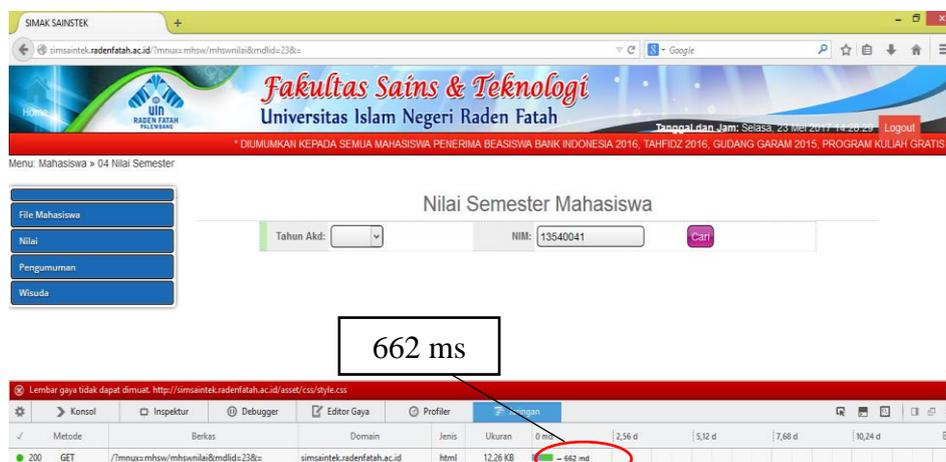 SIMAK SAINSTEK
simsaintek.radenfatah.ac.id/?mnux=mhsw/mhswnilai&mdlid=23&=
Google
Home
uin
RADEN FATAH
PALEMBANG
Fakultas Sains & Teknologi
Universitas Islam Negeri Raden Fatah
Tanggal dan Jam: Selasa, 23 Mei 2017 14:28:29 Logout
* DIUMUMKAN KEPADA SEMUA MAHASISWA PENERIMA BEASISWA BANK INDONESIA 2016, TAHFIDZ 2016, GUDANG GARAM 2015, PROGRAM KULIAH GRATIS
Menu: Mahasiswa » 04 Nilai Semester
Nilai Semester Mahasiswa
File Mahasiswa
Nilai
Pengumuman
Wisuda
Tahun Akd: NIM: 13540041 Cari
662 ms
Lembar gaya tidak dapat dimuat. http://simsaintek.radenfatah.ac.id/asset/css/style.css
Konsol Inspektur Debugger Editor Gaya Profiler Jaringan
Metode Berkas Domain Jenis Ukuran 0 md 2,56 d 5,12 d 7,68 d 10,24 d
200 GET /?mnux=mhsw/mhswnilai&mdlid=23&= simsaintek.radenfatah.ac.id html 12,26 KB → 662 md